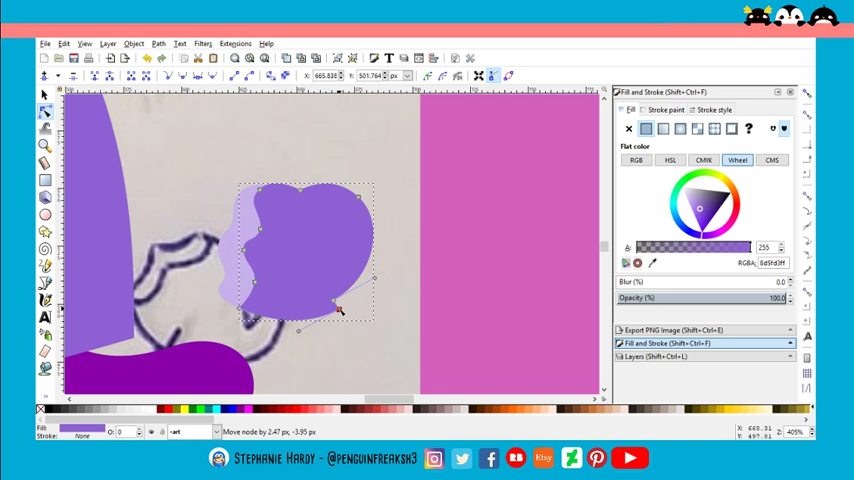 File Edit View Layer Object Path Text Filters Extensions Help
X: 665.838 Y: 501.764 px
Fill and Stroke (Shift+Ctrl+F)
Fill Stroke paint Stroke style
?
Flat color
RGB HSL CMYK Wheel CMS
A: 255
RGBA: 8d5fd3ff
Blur (%) 0.0
Opacity (%) 100.0
Export PNG Image (Shift+Ctrl+E)
Fill and Stroke (Shift+Ctrl+F)
Layers (Shift+Ctrl+L)
Fill:
Stroke: None
O: 0
-art
Move node by 2.47 px, -3.95 px
X: 668.31
Y: 497.81
Z: 405%
Stephanie Hardy - @penguinfreaksh3